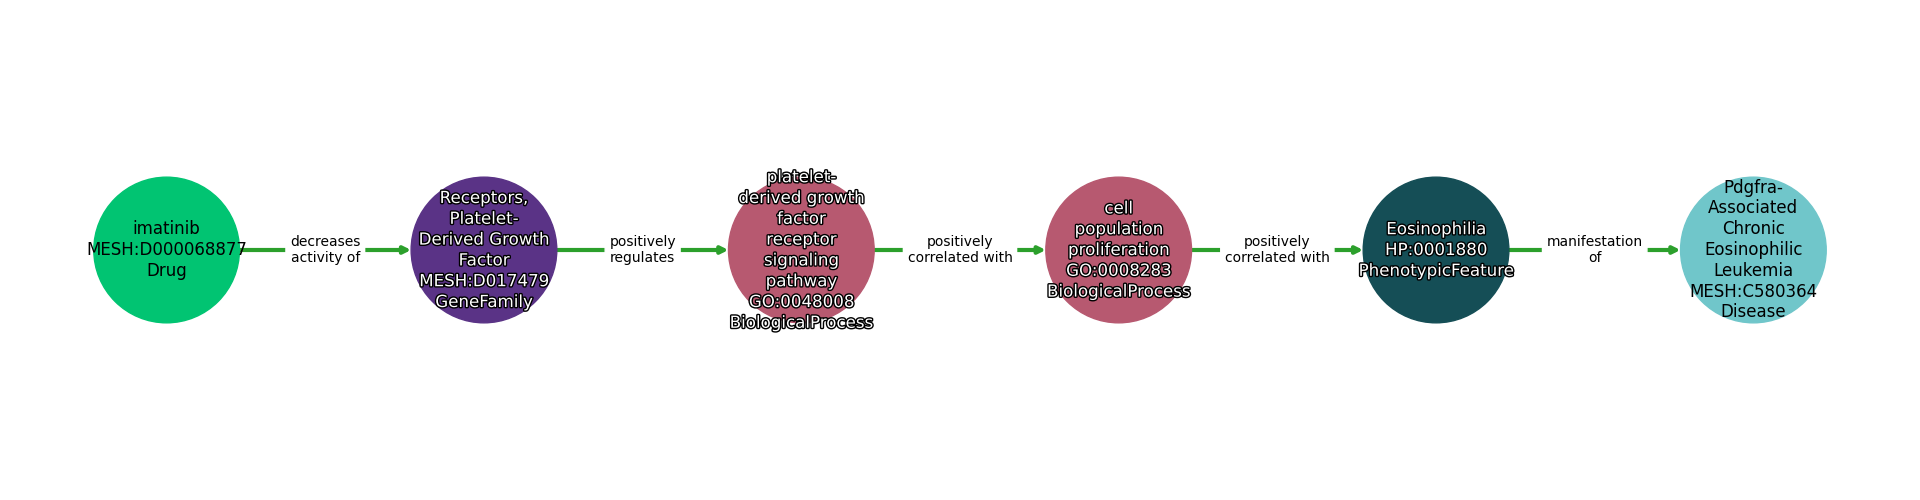 imatinib
MESH:D000068877
Drug
decreases
activity of
Receptors,
Platelet-
Derived Growth
Factor
MESH:D017479
GeneFamily
positively
regulates
platelet-
derived growth
factor
receptor
signaling
pathway
GO:0048008
BiologicalProcess
positively
correlated with
cell
population
proliferation
GO:0008283
BiologicalProcess
positively
correlated with
Eosinophilia
HP:0001880
PhenotypicFeature
manifestation
of
Pdgfra-
Associated
Chronic
Eosinophilic
Leukemia
MESH:C580364
Disease